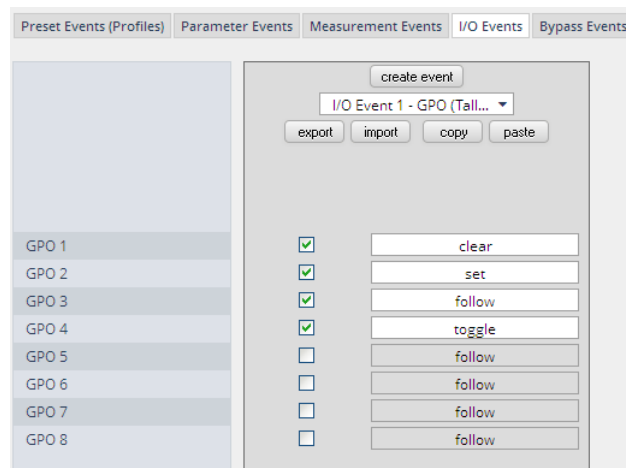 Preset Events (Profiles) Parameter Events Measurement Events I/O Events Bypass Events
create event
I/O Event 1 - GPO (Tall...
export import copy paste
GPO 1 clear
GPO 2 set
GPO 3 follow
GPO 4 toggle
GPO 5 follow
GPO 6 follow
GPO 7 follow
GPO 8 follow